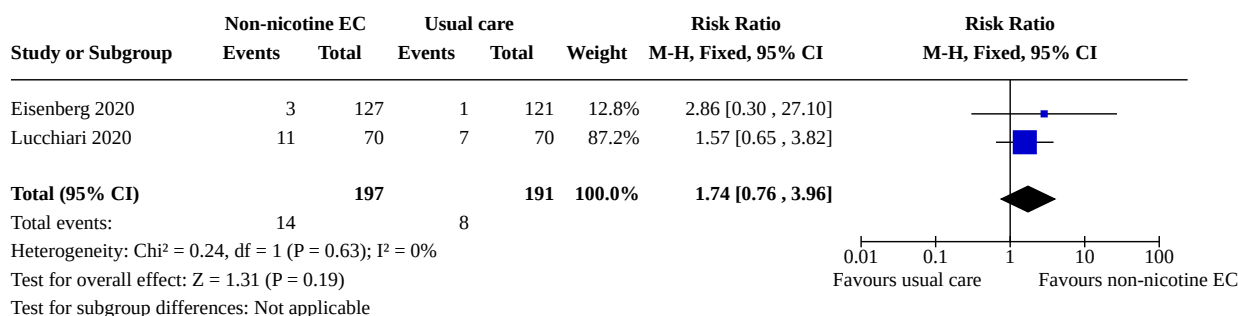 Non-nicotine EC Usual care Risk Ratio Risk Ratio
Study or Subgroup Events Total Events Total Weight M-H, Fixed, 95% CI M-H, Fixed, 95% CI
Eisenberg 2020 3 127 1 121 12.8% 2.86 [0.30 , 27.10]
Lucchiari 2020 11 70 7 70 87.2% 1.57 [0.65 , 3.82]
Total (95% CI) 197 191 100.0% 1.74 [0.76 , 3.96]
Total events: 14 8
Heterogeneity: Chi² = 0.24, df = 1 (P = 0.63); I² = 0%
0.01 0.1 1 10 100
Test for overall effect: Z = 1.31 (P = 0.19)
Favours usual care Favours non-nicotine EC
Test for subgroup differences: Not applicable